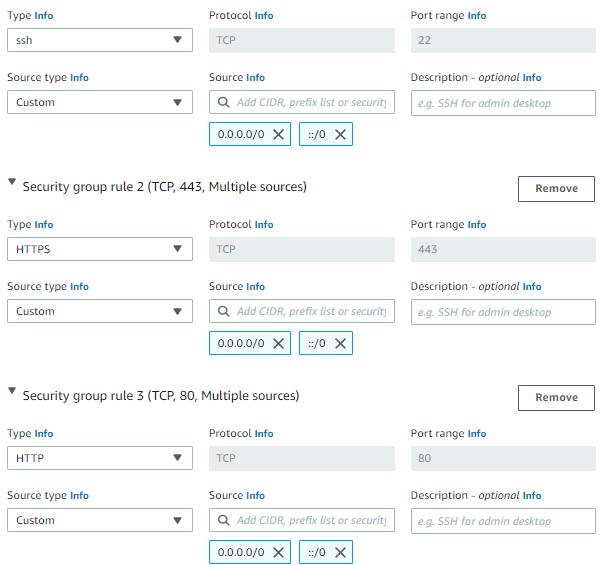 Type Info Protocol Info Port range Info
ssh TCP 22
Source type Info Source Info Description - optional Info
Custom Add CIDR, prefix list or security e.g. SSH for admin desktop
0.0.0.0/0 ::/0
Security group rule 2 (TCP, 443, Multiple sources) Remove
Type Info Protocol Info Port range Info
HTTPS TCP 443
Source type Info Source Info Description - optional Info
Custom Add CIDR, prefix list or security e.g. SSH for admin desktop
0.0.0.0/0 ::/0
Security group rule 3 (TCP, 80, Multiple sources) Remove
Type Info Protocol Info Port range Info
HTTP TCP 80
Source type Info Source Info Description - optional Info
Custom Add CIDR, prefix list or security e.g. SSH for admin desktop
0.0.0.0/0 ::/0